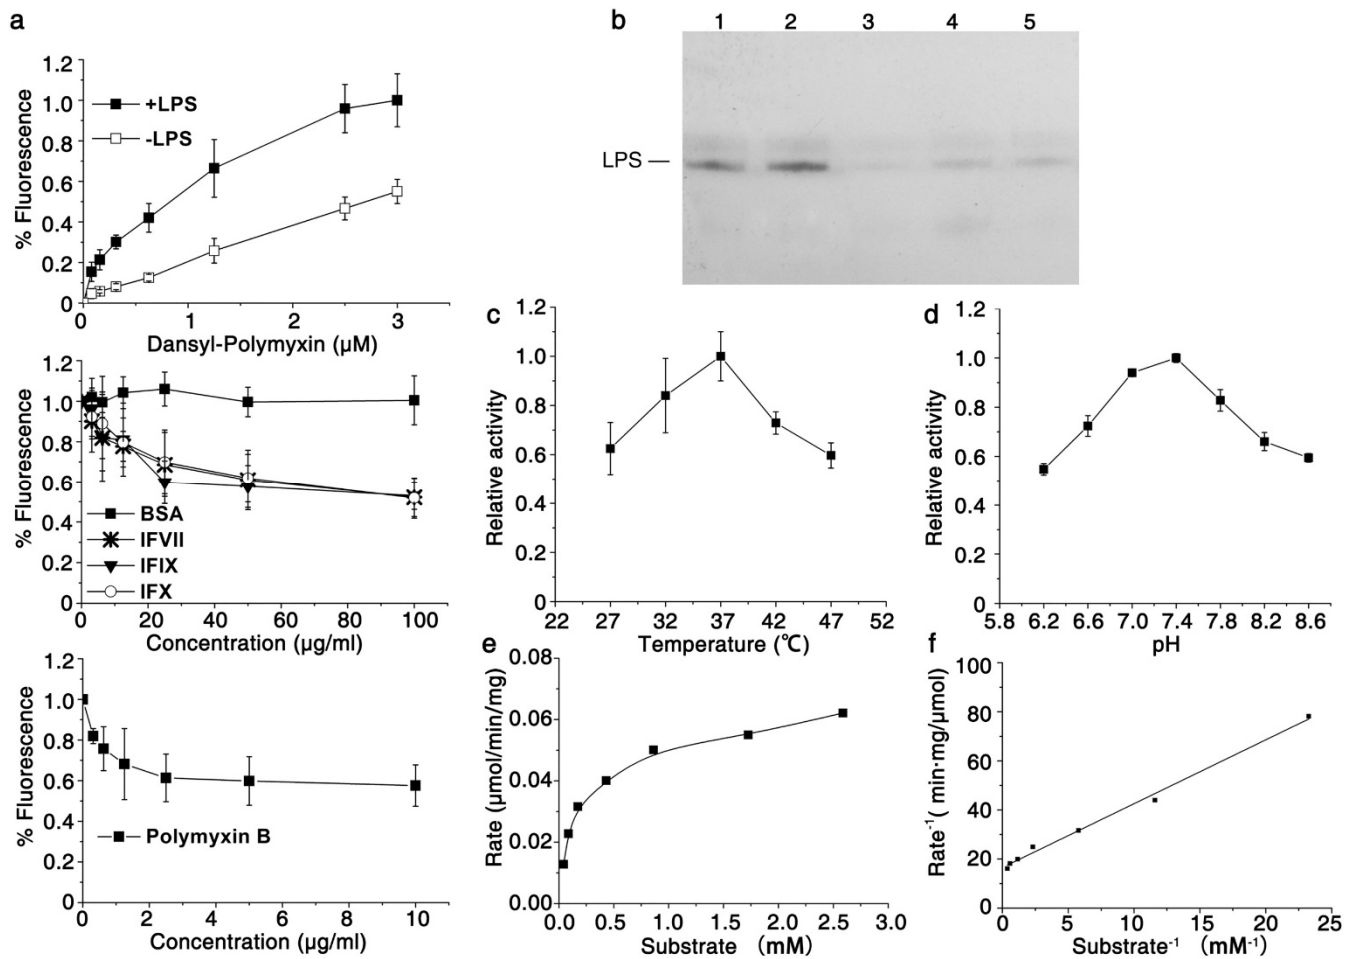 a
1.2
1.0
0.8
0.6
0.4
0.2
0
% Fluorescence
+LPS
-LPS
0 1 2 3
Dansyl-Polymyxin (μM)
1.2
1.0
0.8
0.6
0.4
0.2
0
% Fluorescence
BSA
IFVII
IFIX
IFX
0 20 40 60 80 100
Concentration (μg/ml)
1.0
0.8
0.6
0.4
0.2
0
% Fluorescence
Polymyxin B
0 2 4 6 8 10
Concentration (μg/ml)
b 1 2 3 4 5
LPS
c
1.2
1.0
0.8
0.6
0.4
0.2
0
Relative activity
22 27 32 37 42 47 52
Temperature (℃)
d
1.2
1.0
0.8
0.6
0.4
0.2
0
Relative activity
5.8 6.2 6.6 7.0 7.4 7.8 8.2 8.6
pH
e
0.08
0.06
0.04
0.02
0.00
Rate (μmol/min/mg)
0.0 0.5 1.0 1.5 2.0 2.5 3.0
Substrate (mM)
f
100
80
60
40
20
0
Rate⁻¹( min·mg/μmol)
0 5 10 15 20 25
Substrate⁻¹ (mM⁻¹)